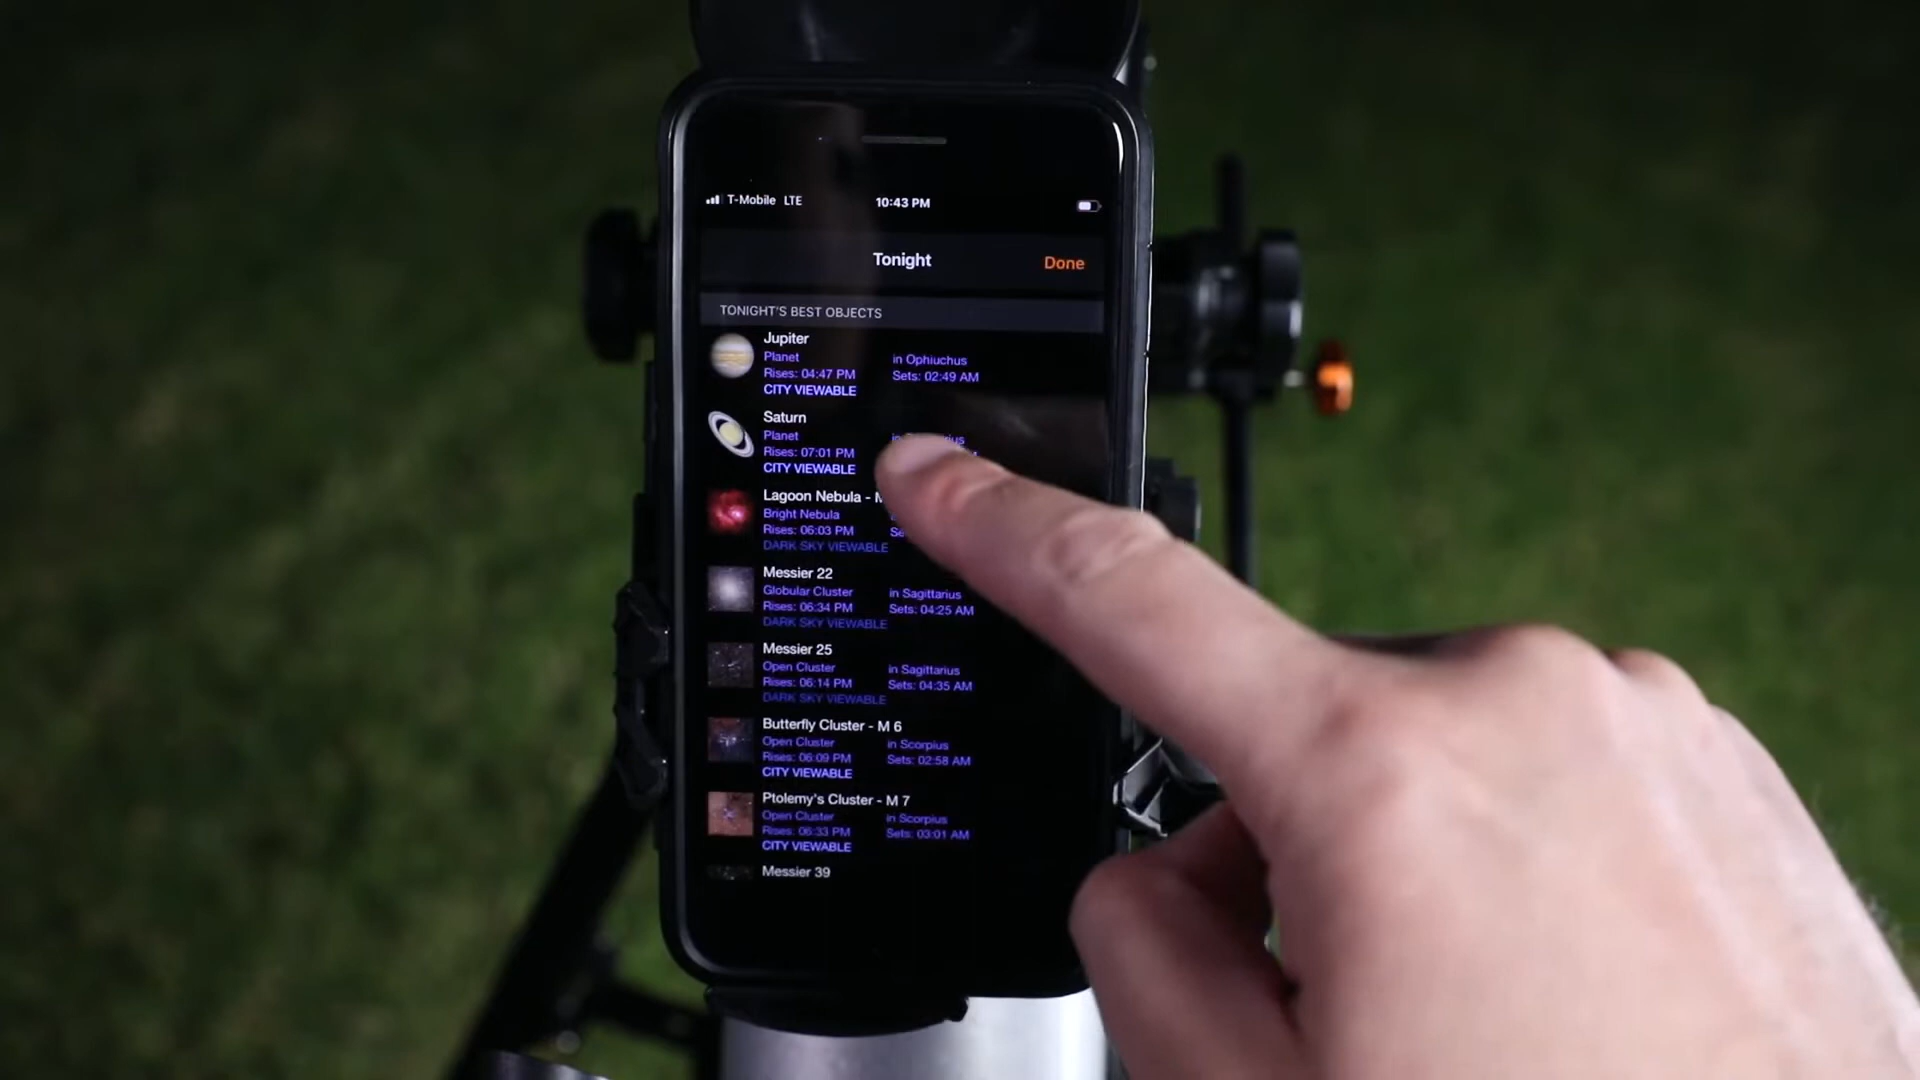 T-Mobile LTE 10:43 PM
Tonight Done
TONIGHT'S BEST OBJECTS
Jupiter
Planet in Ophiuchus
Rises: 04:47 PM Sets: 02:49 AM
CITY VIEWABLE
Saturn
Planet in
Rises: 07:01 PM
CITY VIEWABLE
Lagoon Nebula -
Bright Nebula
Rises: 06:03 PM
DARK SKY VIEWABLE
Messier 22
Globular Cluster in Sagittarius
Rises: 06:34 PM Sets: 04:25 AM
DARK SKY VIEWABLE
Messier 25
Open Cluster in Sagittarius
Rises: 06:14 PM Sets: 04:35 AM
DARK SKY VIEWABLE
Butterfly Cluster - M 6
Open Cluster in Scorpius
Rises: 06:09 PM Sets: 02:58 AM
CITY VIEWABLE
Ptolemy's Cluster - M 7
Open Cluster in Scorpius
Rises: 06:33 PM Sets: 03:01 AM
CITY VIEWABLE
Messier 39